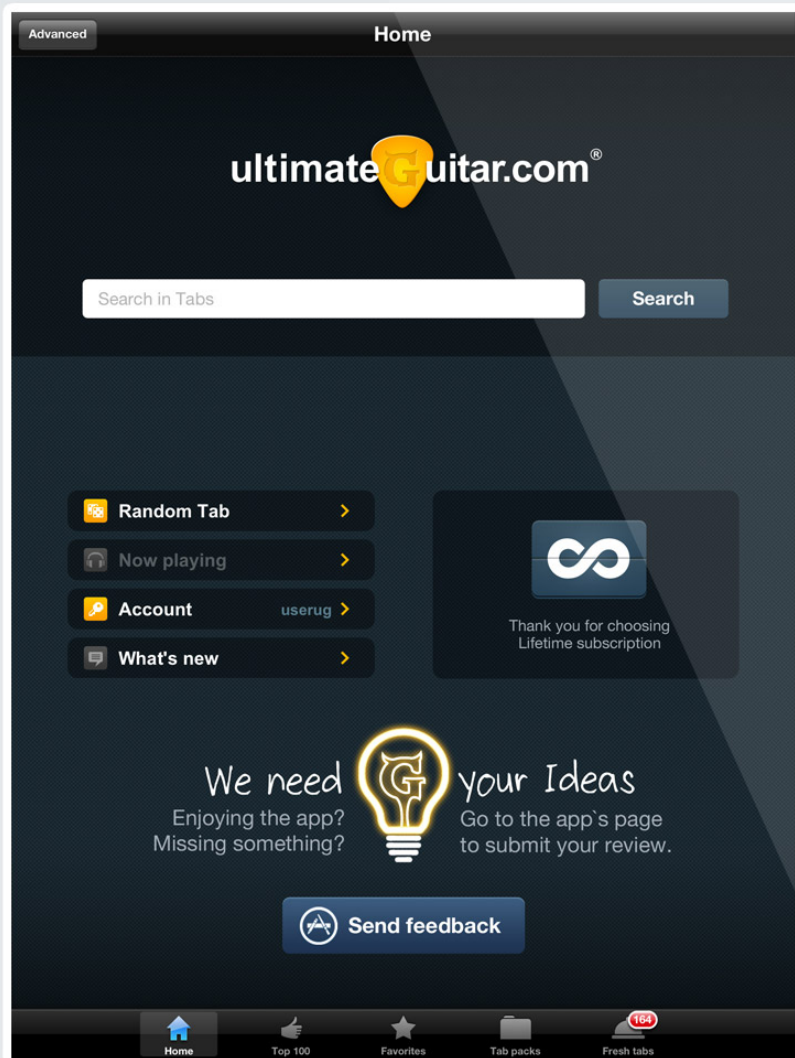 Advanced
Home
ultimateGuitar.com®
Search in Tabs
Search
Random Tab
Now playing
Account userug
What's new
Thank you for choosing
Lifetime subscription
We need your Ideas
Enjoying the app?
Missing something?
Go to the app`s page
to submit your review.
Send feedback
164
Home Top 100 Favorites Tab packs Fresh tabs